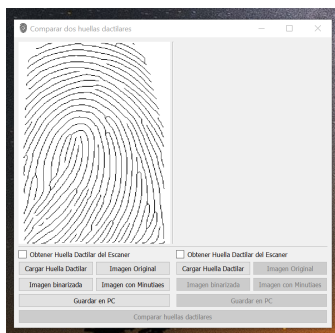 Comparar dos huellas dactilares
Obtener Huella Dactilar del Escaner
Obtener Huella Dactilar del Escaner
Cargar Huella Dactilar
Imagen Original
Cargar Huella Dactilar
Imagen Original
Imagen binarizada
Imagen con Minutiaes
Imagen binarizada
Imagen con Minutiaes
Guardar en PC
Guardar en PC
Comparar huellas dactilares